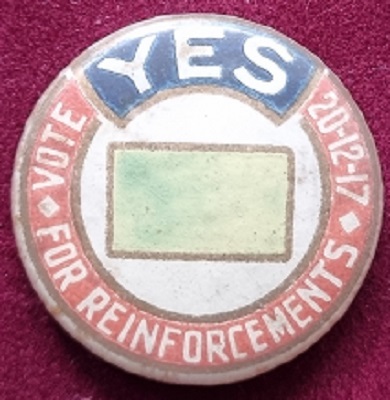 YES
VOTE
FOR REINFORCEMENTS
20-12-17